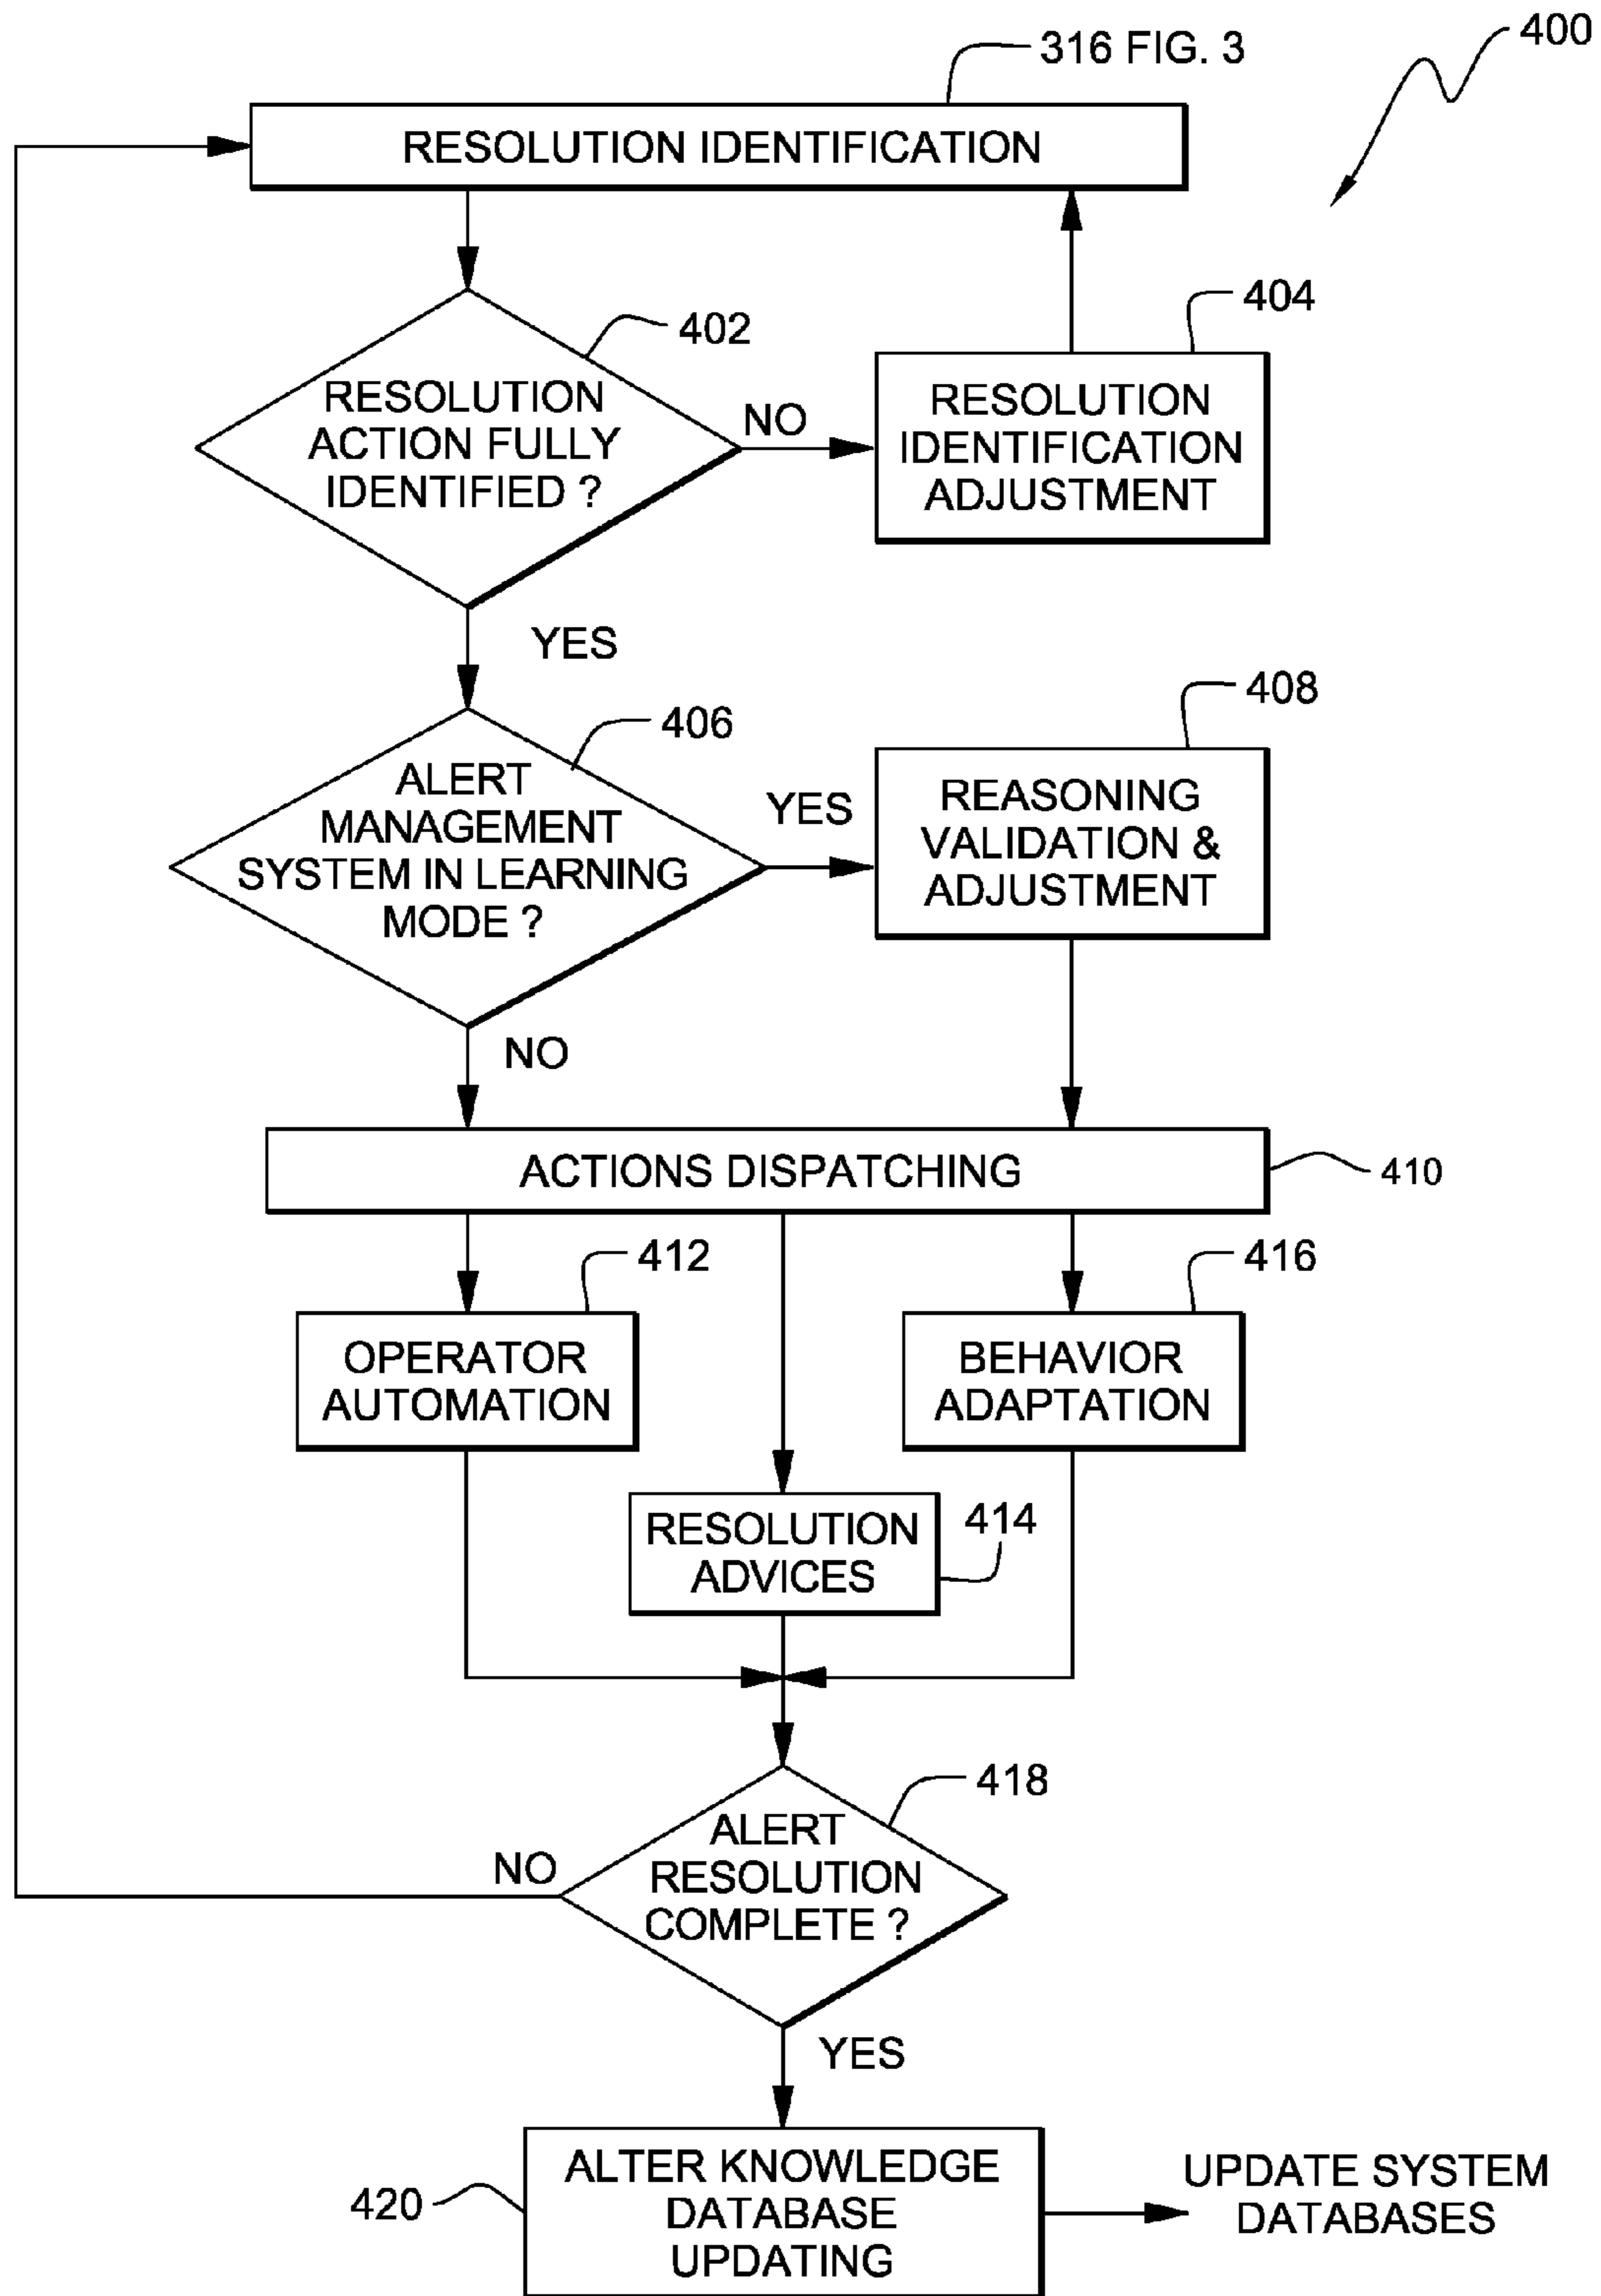 400
316 FIG. 3
RESOLUTION IDENTIFICATION
402
RESOLUTION
ACTION FULLY
IDENTIFIED ?
NO
404
RESOLUTION
IDENTIFICATION
ADJUSTMENT
YES
406
ALERT
MANAGEMENT
SYSTEM IN LEARNING
MODE ?
YES
408
REASONING
VALIDATION &
ADJUSTMENT
NO
ACTIONS DISPATCHING
410
412
OPERATOR
AUTOMATION
416
BEHAVIOR
ADAPTATION
RESOLUTION
ADVICES
414
418
ALERT
RESOLUTION
COMPLETE ?
NO
YES
420
ALTER KNOWLEDGE
DATABASE
UPDATING
UPDATE SYSTEM
DATABASES